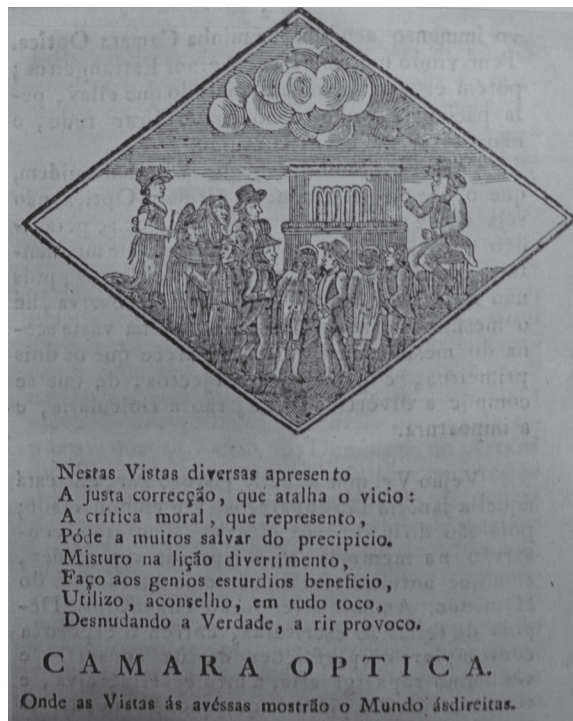 Nestas Vistas diversas apresento
A justa correcção, que atalha o vicio:
A crítica moral, que represento,
Póde a muitos salvar do precipicio.
Misturo na lição divertimento,
Faço aos genios esturdios beneficio,
Utilizo, aconselho, em tudo toco,
Desnudando a Verdade, a rir provoco.
CAMARA OPTICA.
Onde as Vistas ás avéssas mostrão o Mundo ásdireitas.